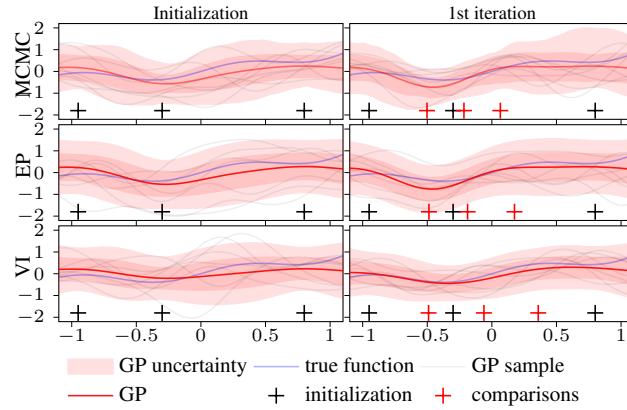 Initialization 1st iteration
MCMC
2
1
0
−1
−2
EP
2
1
0
−1
−2
VI
2
1
0
−1
−2
−1 −0.5 0 0.5 1 −1 −0.5 0 0.5 1
GP uncertainty true function GP sample
GP initialization comparisons